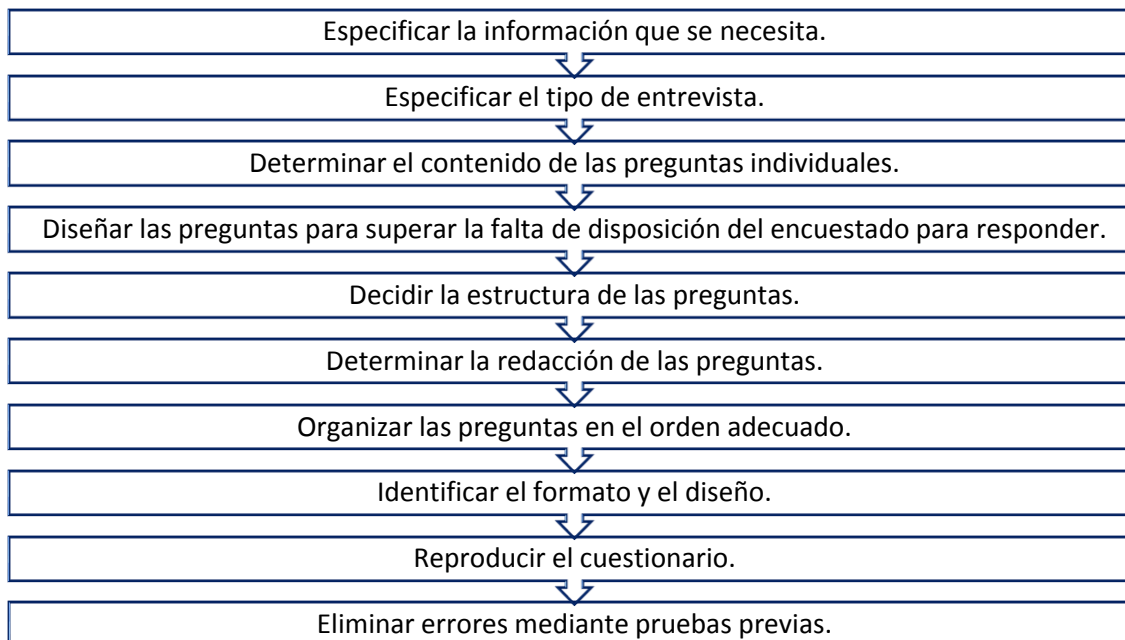 Especificar la información que se necesita.
Especificar el tipo de entrevista.
Determinar el contenido de las preguntas individuales.
Diseñar las preguntas para superar la falta de disposición del encuestado para responder.
Decidir la estructura de las preguntas.
Determinar la redacción de las preguntas.
Organizar las preguntas en el orden adecuado.
Identificar el formato y el diseño.
Reproducir el cuestionario.
Eliminar errores mediante pruebas previas.